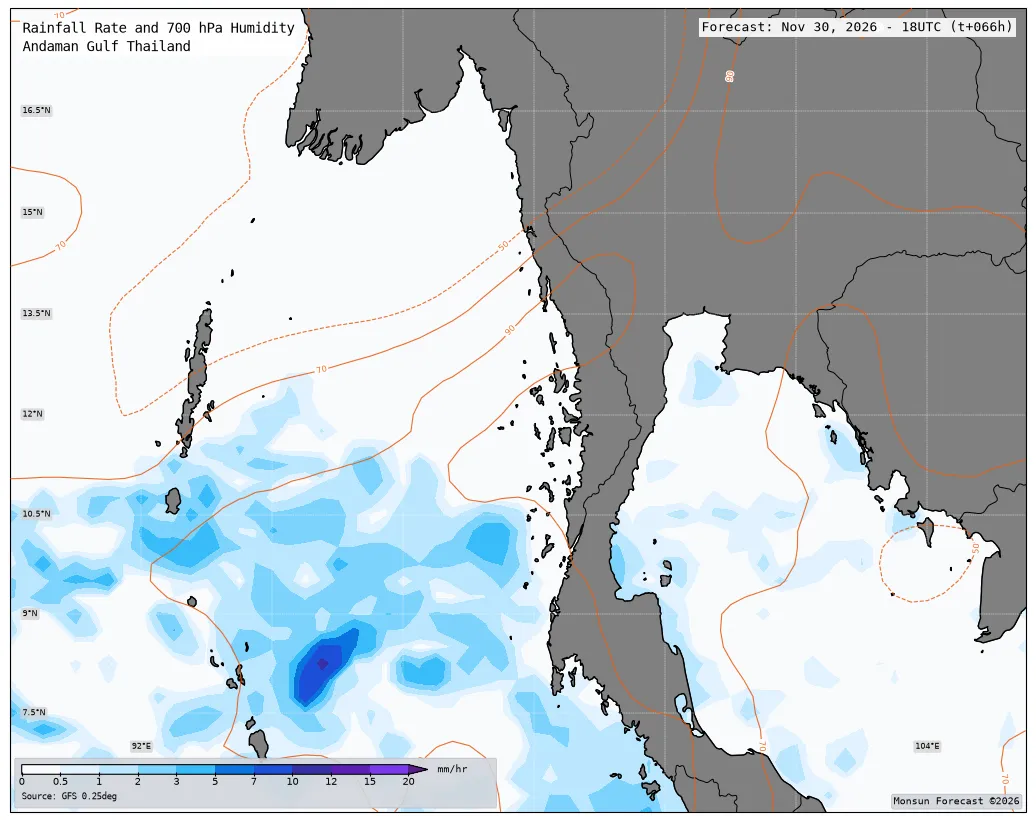 Rainfall Rate and 700 hPa Humidity
Andaman Gulf Thailand
Forecast: Nov 30, 2026 - 18UTC (t+066h)
70
90
16.5°N
15°N
70
50
13.5°N
90
70
12°N
10.5°N
50
9°N
7.5°N
92°E
104°E
70
70
mm/hr
0 0.5 1 2 3 5 7 10 12 15 20
Source: GFS 0.25deg
Monsun Forecast ©2026